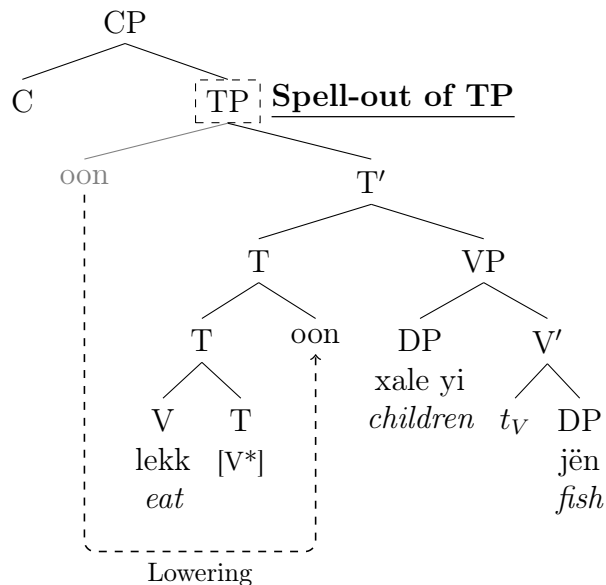 CP
C
TP
Spell-out of TP
oon
T′
T
VP
T
oon
DP
V′
xale yi
children
V
T
t_V
DP
lekk
[V*]
jën
eat
fish
Lowering